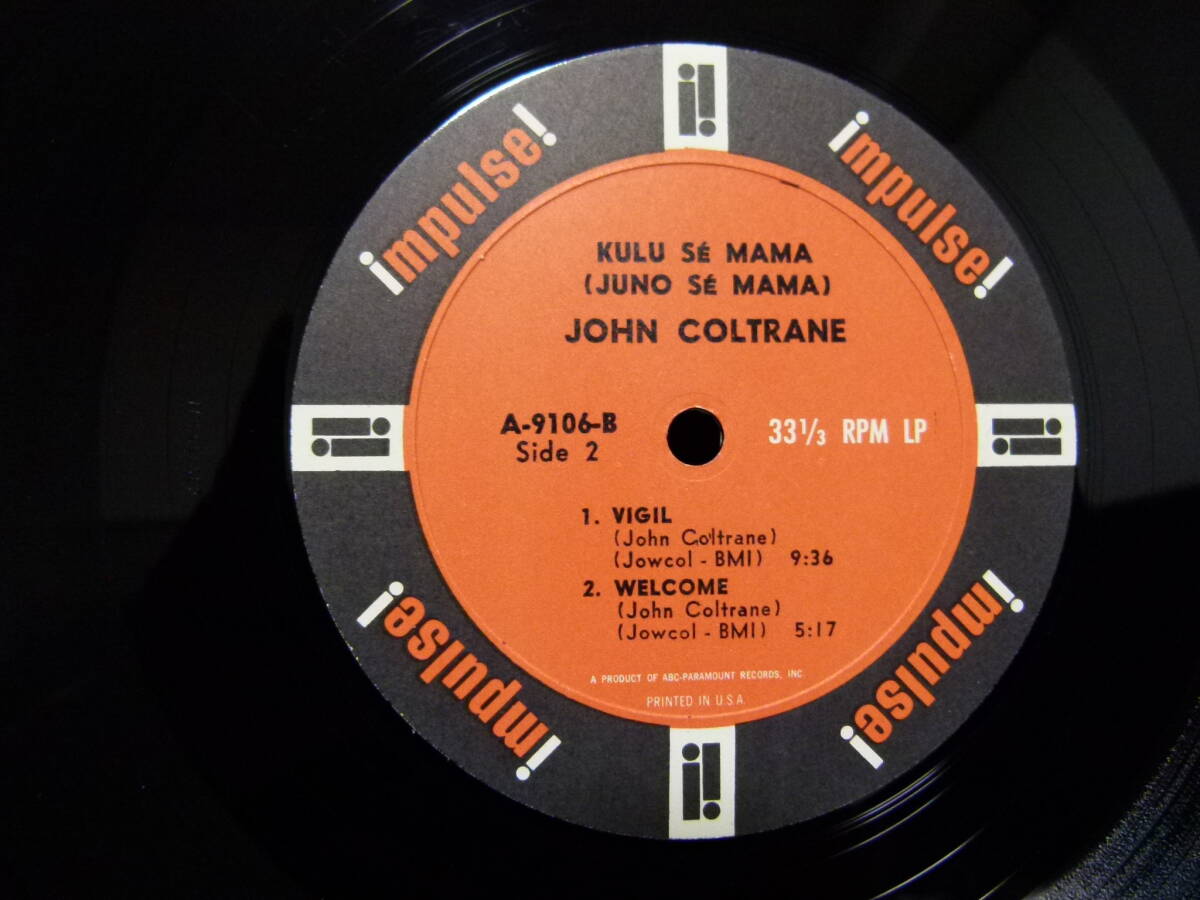 impulse!
impulse!
KULU SÉ MAMA
(JUNO SÉ MAMA)
JOHN COLTRANE
A-9106-B
Side 2
33 1/3 RPM LP
1. VIGIL
(John Coltrane)
(Jowcol - BMI) 9:36
2. WELCOME
(John Coltrane)
(Jowcol - BMI) 5:17
A PRODUCT OF ABC-PARAMOUNT RECORDS, INC.
PRINTED IN U.S.A.
impulse!
impulse!